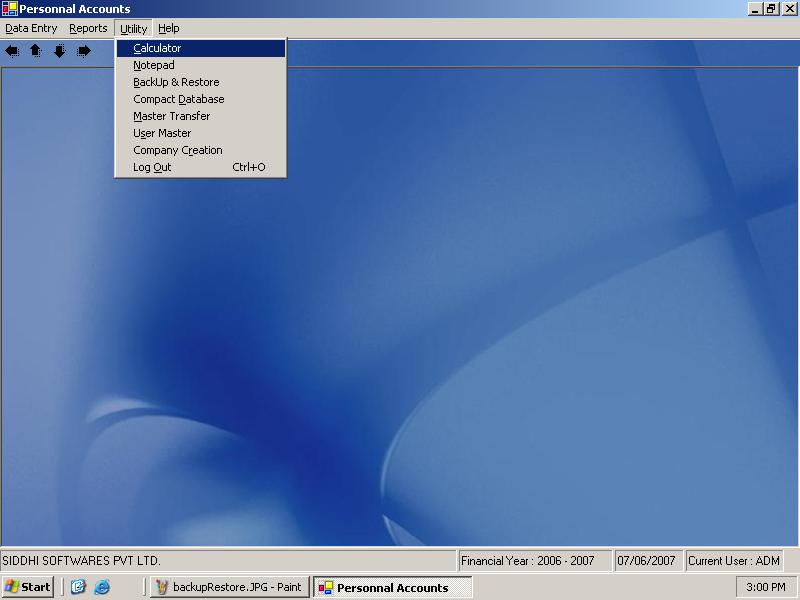 Personnal Accounts
Data Entry Reports Utility Help
Calculator
Notepad
BackUp & Restore
Compact Database
Master Transfer
User Master
Company Creation
Log Out Ctrl+O
SIDDHI SOFTWARES PVT LTD. Financial Year : 2006 - 2007 07/06/2007 Current User : ADM
Start backupRestore.JPG - Paint Personnal Accounts 3:00 PM